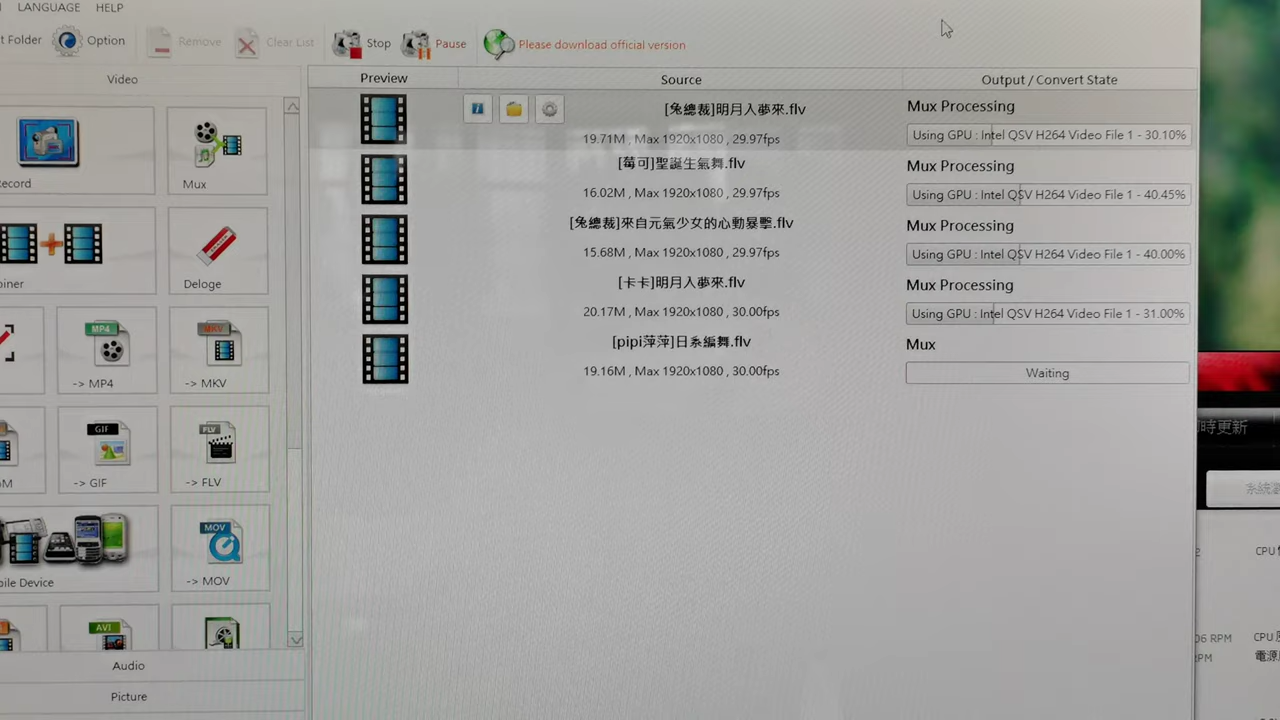 LANGUAGE HELP
t Folder Option Remove Clear List Stop Pause Please download official version
Video
Preview Source Output / Convert State
[兔總裁]明月入夢來.flv Mux Processing
19.71M , Max 1920x1080 , 29.97fps Using GPU : Intel QSV H264 Video File 1 - 30.10%
[莓可]聖誕生氣舞.flv Mux Processing
16.02M , Max 1920x1080 , 29.97fps Using GPU : Intel QSV H264 Video File 1 - 40.45%
[兔總裁]來自元氣少女的心動暴擊.flv Mux Processing
15.68M , Max 1920x1080 , 29.97fps Using GPU : Intel QSV H264 Video File 1 - 40.00%
[卡卡]明月入夢來.flv Mux Processing
20.17M , Max 1920x1080 , 30.00fps Using GPU : Intel QSV H264 Video File 1 - 31.00%
[pipi萍萍]日系編舞.flv Mux
19.16M , Max 1920x1080 , 30.00fps Waiting
ecord Mux
iner Deloge
MP4 MKV
-> MP4 -> MKV
GIF FLV
M -> GIF -> FLV
MOV
ile Device -> MOV
AVI
Audio
Picture
時更新
系統
CPU
06 RPM CPU
RPM 電源